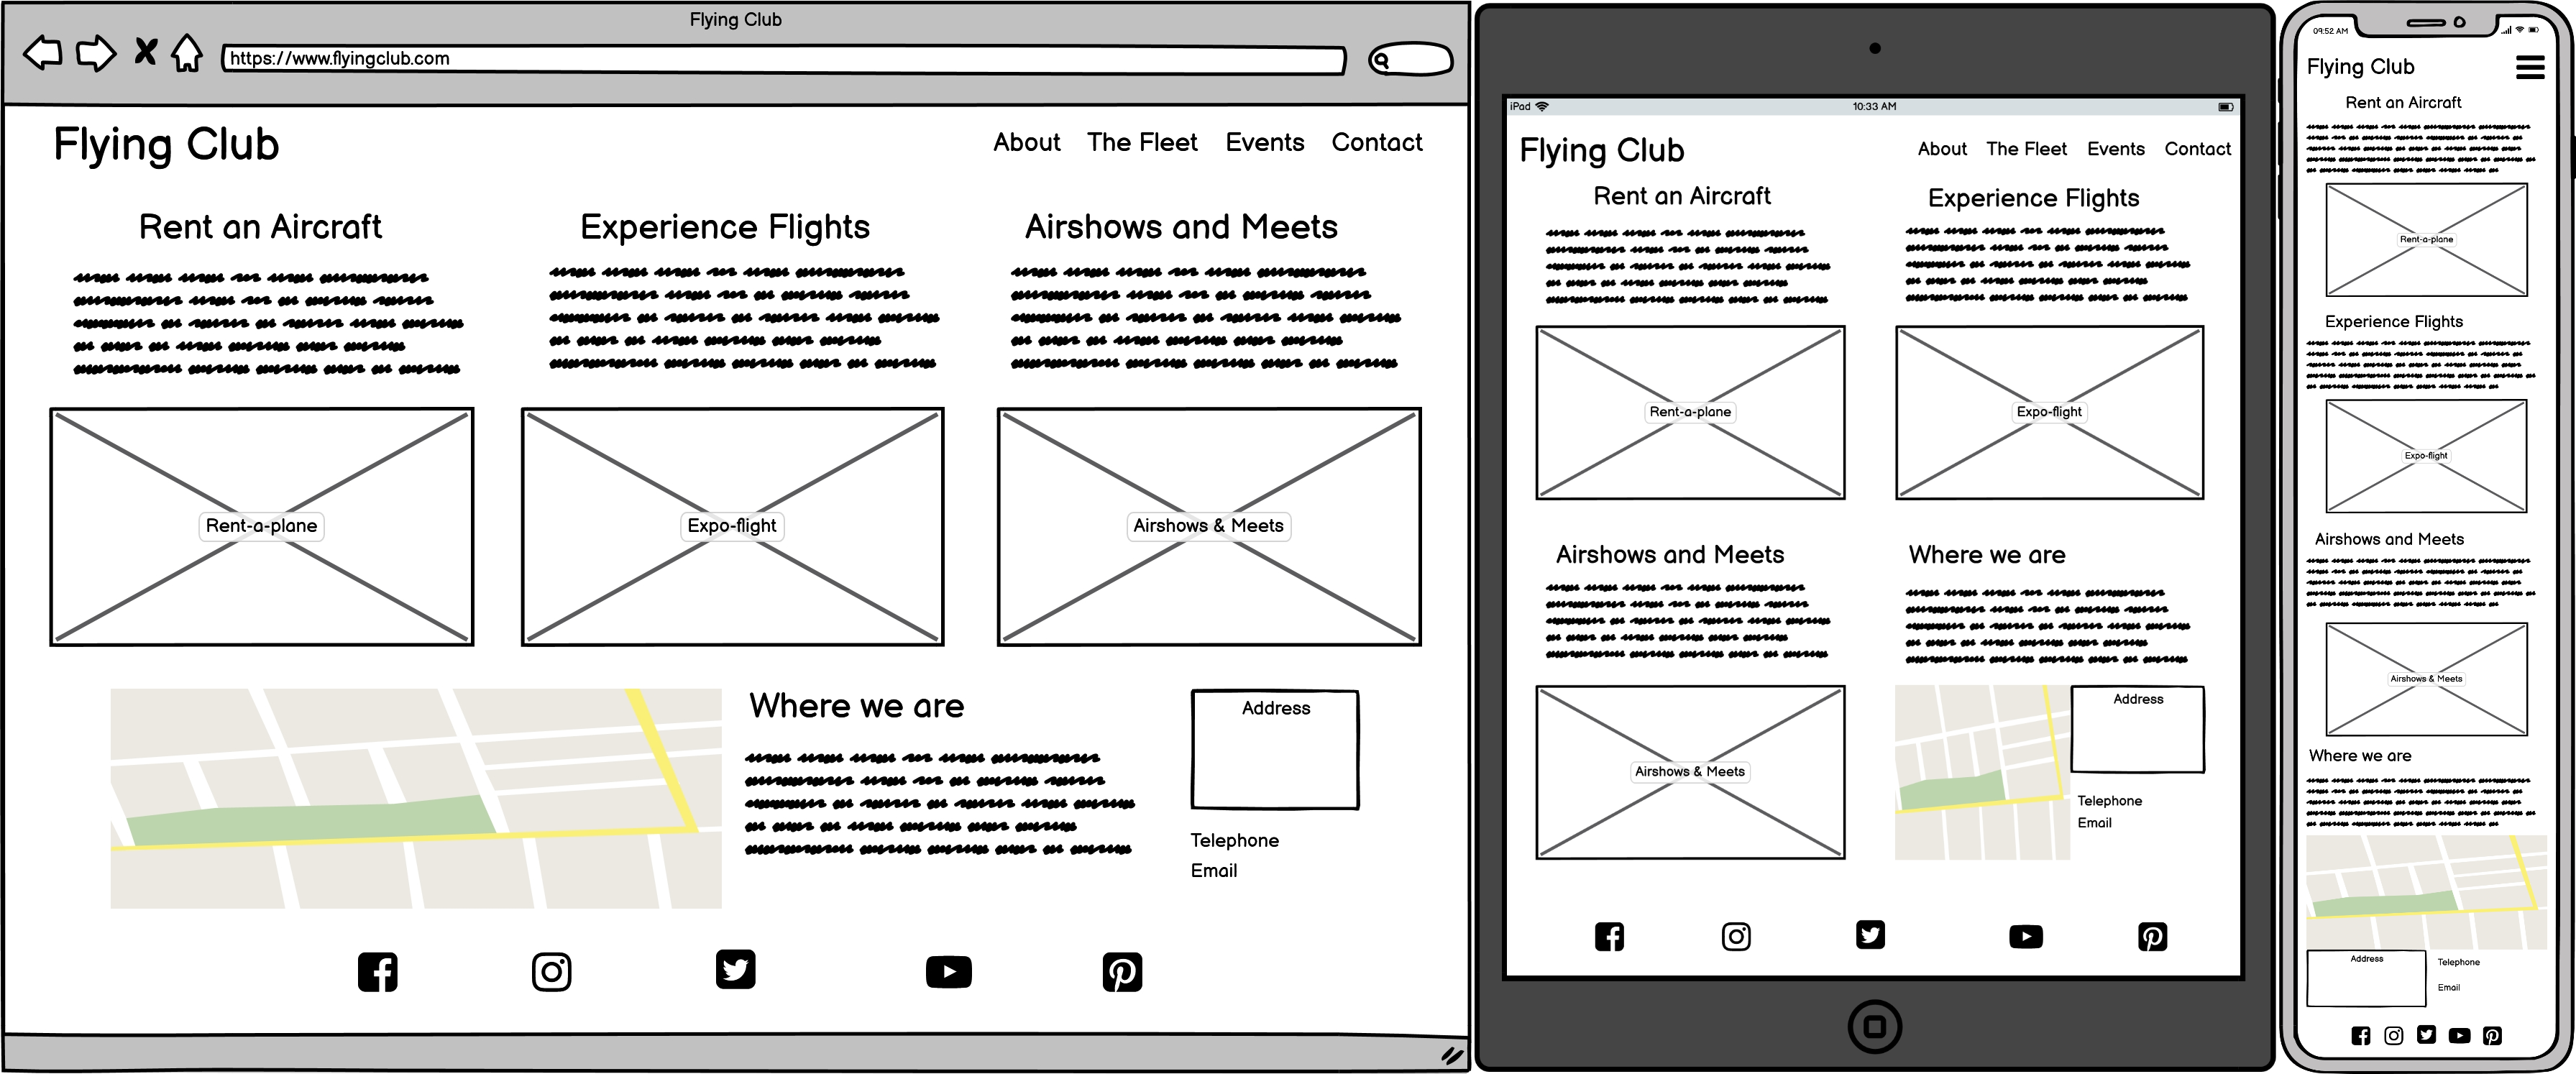 Flying Club
https://www.flyingclub.com
Flying Club
About The Fleet Events Contact
Rent an Aircraft
Experience Flights
Airshows and Meets
Rent-a-plane
Expo-flight
Airshows & Meets
Where we are
Address
Telephone
Email
iPad
10:33 AM
Flying Club
About The Fleet Events Contact
Rent an Aircraft
Experience Flights
Rent-a-plane
Expo-flight
Airshows and Meets
Where we are
Airshows & Meets
Address
Telephone
Email
09:52 AM
Flying Club
Rent an Aircraft
Rent-a-plane
Experience Flights
Expo-flight
Airshows and Meets
Airshows & Meets
Where we are
Address
Telephone
Email